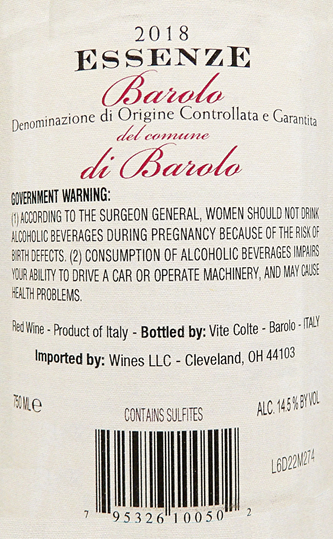 2018
ESSENZE
Barolo
Denominazione di Origine Controllata e Garantita
del comune
di Barolo
GOVERNMENT WARNING:
(1) ACCORDING TO THE SURGEON GENERAL, WOMEN SHOULD NOT DRINK
ALCOHOLIC BEVERAGES DURING PREGNANCY BECAUSE OF THE RISK OF
BIRTH DEFECTS. (2) CONSUMPTION OF ALCOHOLIC BEVERAGES IMPAIRS
YOUR ABILITY TO DRIVE A CAR OR OPERATE MACHINERY, AND MAY CAUSE
HEALTH PROBLEMS.
Red Wine - Product of Italy - Bottled by: Vite Colte - Barolo - ITALY
Imported by: Wines LLC - Cleveland, OH 44103
750 ML e
CONTAINS SULFITES
ALC. 14.5 % BY VOL
L6D22M274
7 95326 10050 2